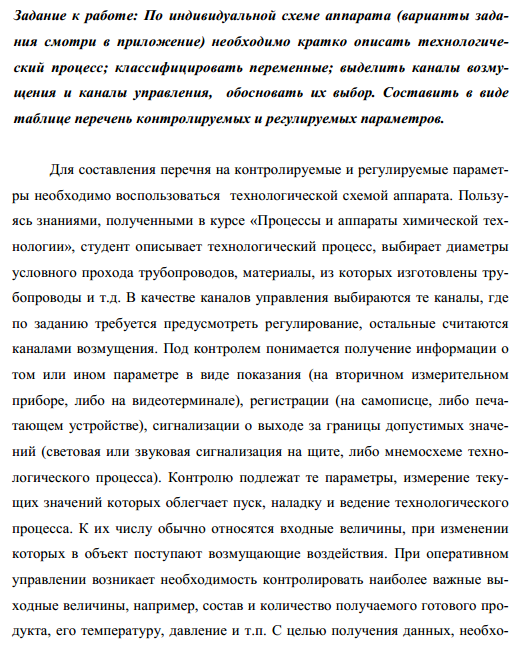 Задание к работе: По индивидуальной схеме аппарата (варианты зада-
ния смотри в приложение) необходимо кратко описать технологиче-
ский процесс; классифицировать переменные; выделить каналы возму-
щения и каналы управления, обосновать их выбор. Составить в виде
таблице перечень контролируемых и регулируемых параметров.
Для составления перечня на контролируемые и регулируемые парамет-
ры необходимо воспользоваться технологической схемой аппарата. Пользу-
ясь знаниями, полученными в курсе «Процессы и аппараты химической тех-
нологии», студент описывает технологический процесс, выбирает диаметры
условного прохода трубопроводов, материалы, из которых изготовлены тру-
бопроводы и т.д. В качестве каналов управления выбираются те каналы, где
по заданию требуется предусмотреть регулирование, остальные считаются
каналами возмущения. Под контролем понимается получение информации о
том или ином параметре в виде показания (на вторичном измерительном
приборе, либо на видеотерминале), регистрации (на самописце, либо печа-
тающем устройстве), сигнализации о выходе за границы допустимых значе-
ний (световая или звуковая сигнализация на щите, либо мнемосхеме техно-
логического процесса). Контролю подлежат те параметры, измерение теку-
щих значений которых облегчает пуск, наладку и ведение технологического
процесса. К их числу обычно относятся входные величины, при изменении
которых в объект поступают возмущающие воздействия. При оперативном
управлении возникает необходимость контролировать наиболее важные вы-
ходные величины, например, состав и количество получаемого готового про-
дукта, его температуру, давление и т.п. С целью получения данных, необхо-